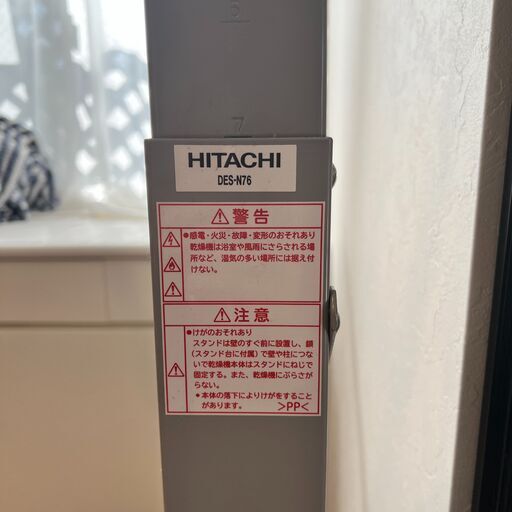 5
7
HITACHI
DES-N76
⚠警告
●感電・火災・故障・変形のおそれあり
乾燥機は浴室や風雨にさらされる場
所など、湿気の多い場所には据え付
けない。
⚠注意
●けがのおそれあり
スタンドは壁のすぐ前に設置し、鎖
(スタンド台に付属)で壁や柱につな
いで乾燥機本体はスタンドにねじで
固定する。また、乾燥機にぶらさが
らない。
●本体の落下によりけがをすること
があります。
>PP<